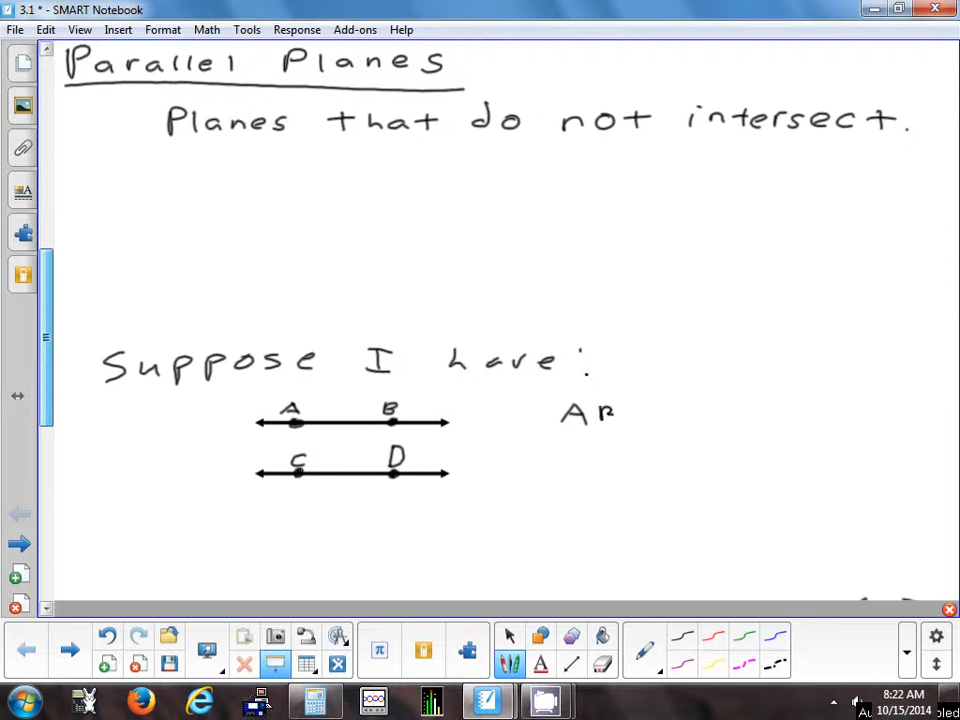 3.1 * - SMART Notebook
File Edit View Insert Format Math Tools Response Add-ons Help
Parallel Planes
Planes that do not intersect.
Suppose I have:
A B
C D
A
8:22 AM
10/15/2014